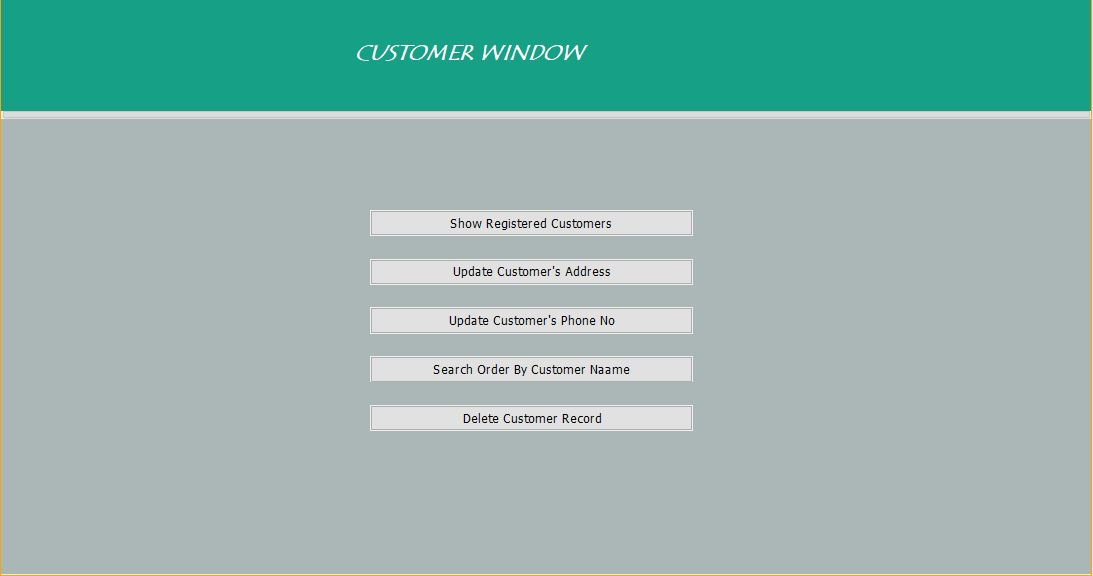 CUSTOMER WINDOW
Show Registered Customers
Update Customer's Address
Update Customer's Phone No
Search Order By Customer Naame
Delete Customer Record